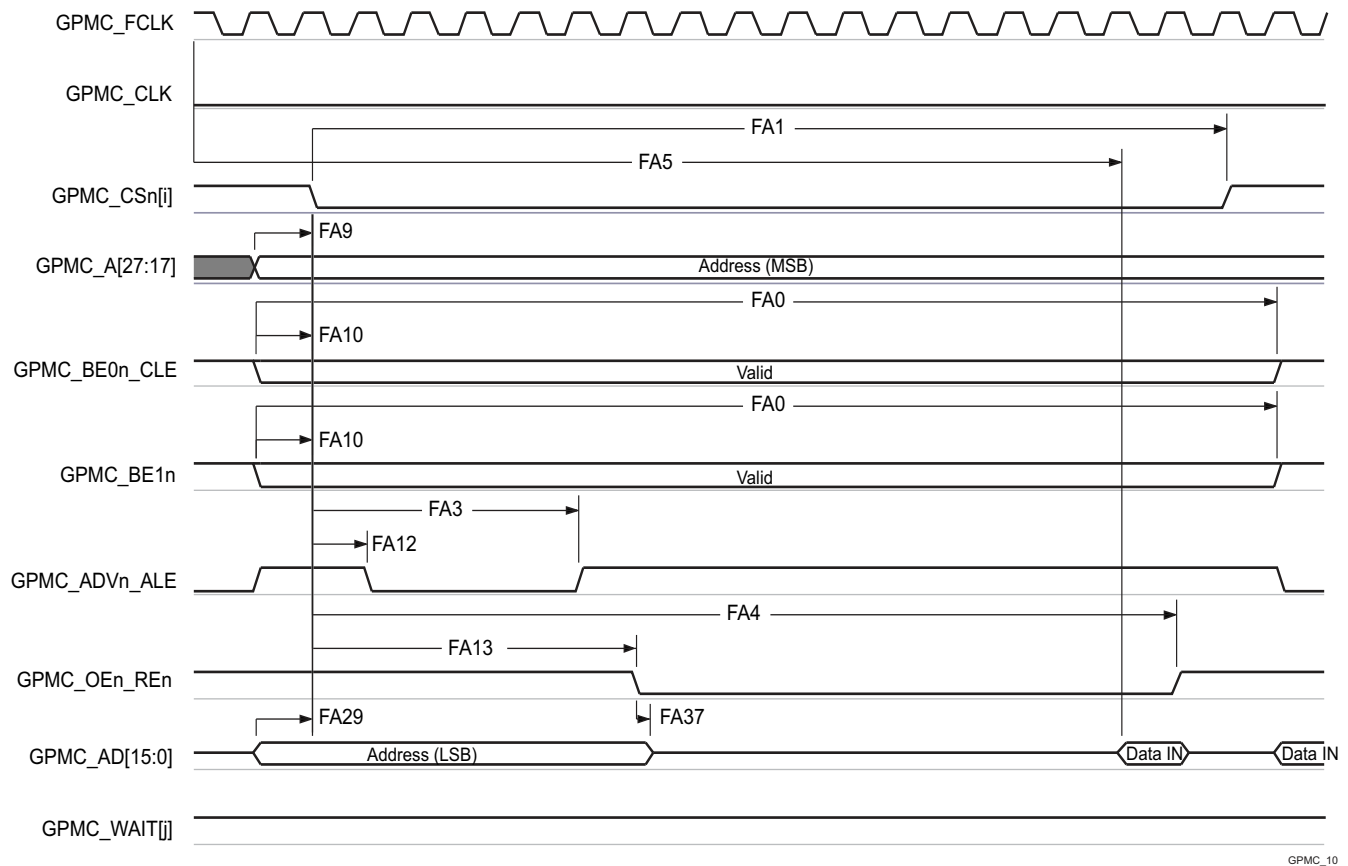 GPMC_FCLK
GPMC_CLK
FA1
FA5
GPMC_CSn[i]
FA9
GPMC_A[27:17]
Address (MSB)
FA0
FA10
GPMC_BE0n_CLE
Valid
FA0
FA10
GPMC_BE1n
Valid
FA3
FA12
GPMC_ADVn_ALE
FA4
FA13
GPMC_OEn_REn
FA29
FA37
GPMC_AD[15:0]
Address (LSB)
Data IN
Data IN
GPMC_WAIT[j]
GPMC_10